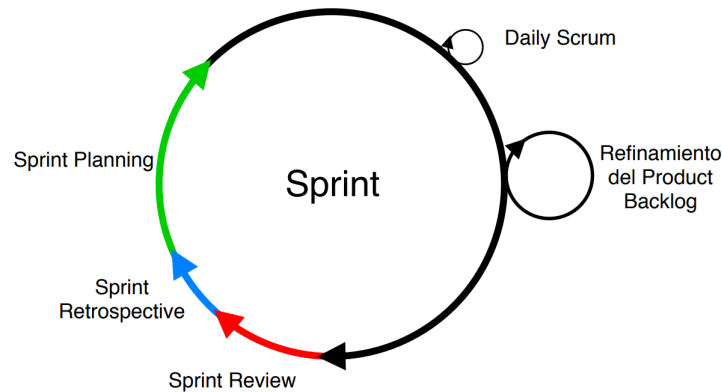 Daily Scrum
Refinamiento
del Product
Backlog
Sprint Planning
Sprint
Sprint
Retrospective
Sprint Review